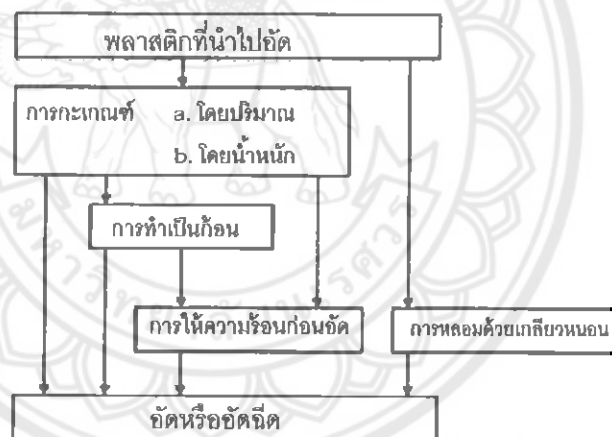 พลาสติกที่นำไปอัด
การกะเกณฑ์ a. โดยปริมาณ
b. โดยน้ำหนัก
การทำเป็นก้อน
การให้ความร้อนก่อนอัด
การหลอมด้วยเกลียวหนอน
อัดหรืออัดฉีด